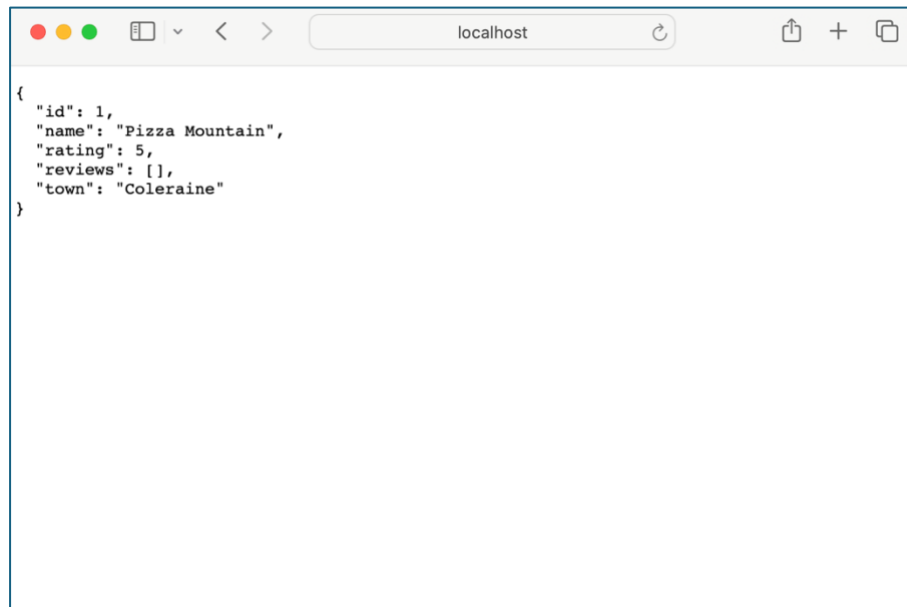 localhost
{
"id": 1,
"name": "Pizza Mountain",
"rating": 5,
"reviews": [],
"town": "Coleraine"
}